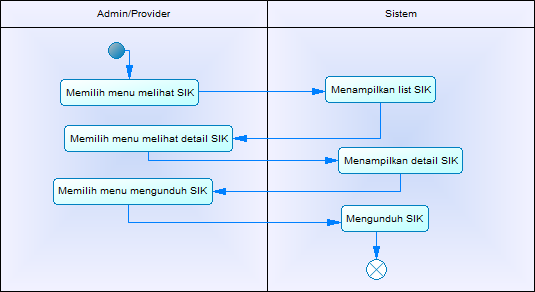 Admin/Provider
Sistem
Memilih menu melihat SIK
Menampilkan list SIK
Memilih menu melihat detail SIK
Menampilkan detail SIK
Memilih menu mengunduh SIK
Mengunduh SIK